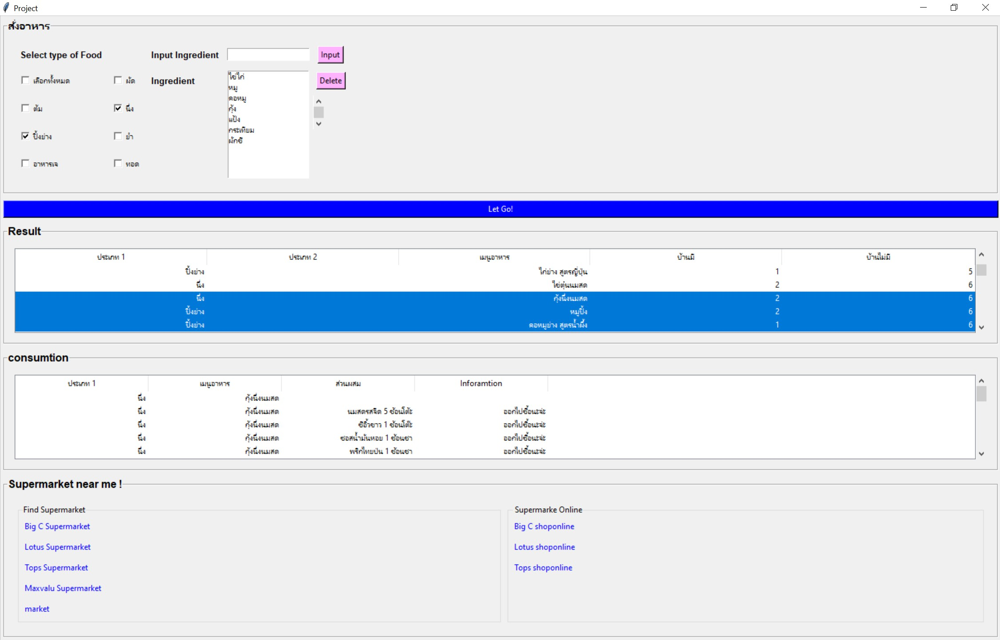 Project
สั่งอาหาร
Select type of Food
Input Ingredient
Input
เลือกทั้งหมด
ผัด
Ingredient
ไข่ไก่
หมู
คอหมู
กุ้ง
แป้ง
กระเทียม
ผักชี
Delete
ต้ม
นึ่ง
ปิ้งย่าง
ยำ
อาหารเจ
ทอด
Let Go!
Result
ประเภท 1 ประเภท 2 เมนูอาหาร บ้านมี บ้านไม่มี
ปิ้งย่าง ไก่ย่าง สูตรญี่ปุ่น 1 5
นึ่ง ไข่ตุ๋นนมสด 2 6
นึ่ง กุ้งนึ่งนมสด 2 6
ปิ้งย่าง หมูปิ้ง 2 6
ปิ้งย่าง คอหมูย่าง สูตรน้ำผึ้ง 1 6
consumtion
ประเภท 1 เมนูอาหาร ส่วนผสม Inforamtion
นึ่ง กุ้งนึ่งนมสด
นึ่ง กุ้งนึ่งนมสด นมสดรสจืด 5 ช้อนโต้ะ ออกไปซื้อนะจ่ะ
นึ่ง กุ้งนึ่งนมสด ซีอิ้วขาว 1 ช้อนโต๊ะ ออกไปซื้อนะจ่ะ
นึ่ง กุ้งนึ่งนมสด ซอสน้ำมันหอย 1 ช้อนชา ออกไปซื้อนะจ่ะ
นึ่ง กุ้งนึ่งนมสด พริกไทยป่น 1 ช้อนชา ออกไปซื้อนะจ่ะ
Supermarket near me !
Find Supermarket
Big C Supermarket
Lotus Supermarket
Tops Supermarket
Maxvalu Supermarket
market
Supermarke Online
Big C shoponline
Lotus shoponline
Tops shoponline